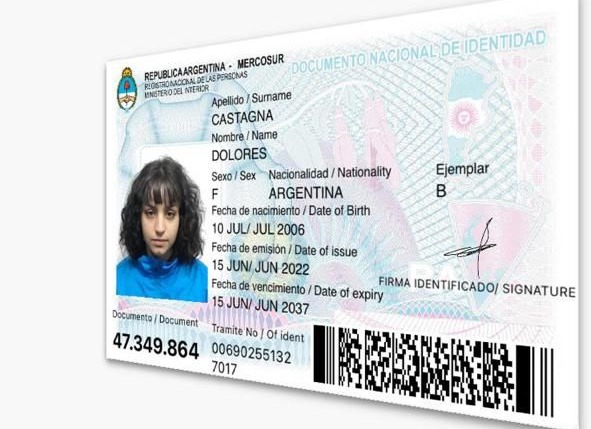 REPUBLICA ARGENTINA - MERCOSUR
REGISTRO NACIONAL DE LAS PERSONAS
MINISTERIO DEL INTERIOR
DOCUMENTO NACIONAL DE IDENTIDAD
Apellido / Surname
CASTAGNA
Nombre / Name
DOLORES
Sexo / Sex Nacionalidad / Nationality
F ARGENTINA
Ejemplar
B
Fecha de nacimiento / Date of Birth
10 JUL/ JUL 2006
Fecha de emisión / Date of issue
15 JUN/ JUN 2022
Fecha de vencimiento / Date of expiry
15 JUN/ JUN 2037
FIRMA IDENTIFICADO/ SIGNATURE
Documento / Document
47.349.864
Tramite No / Of ident
00690255132
7017